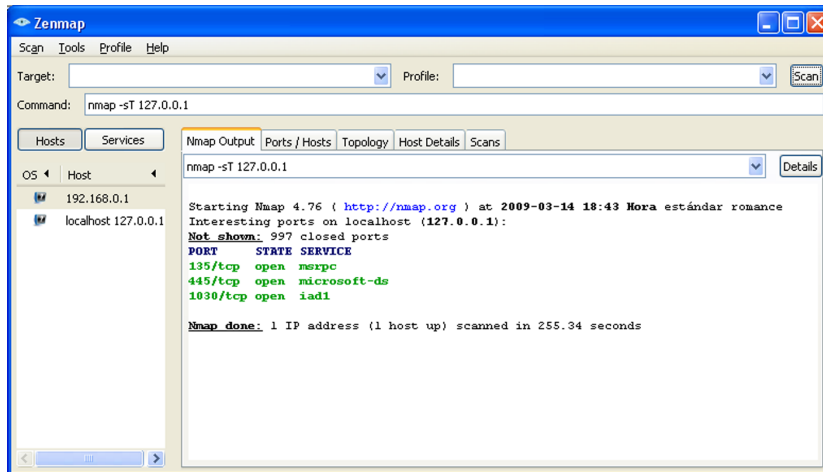 Zenmap
Scan Tools Profile Help
Target: Profile: Scan
Command: nmap -sT 127.0.0.1
Hosts Services
Nmap Output Ports / Hosts Topology Host Details Scans
OS Host
nmap -sT 127.0.0.1 Details
192.168.0.1
localhost 127.0.0.1
Starting Nmap 4.76 ( http://nmap.org ) at 2009-03-14 18:43 Hora estándar romance
Interesting ports on localhost (127.0.0.1):
Not shown: 997 closed ports
PORT STATE SERVICE
135/tcp open msrpc
445/tcp open microsoft-ds
1030/tcp open iad1
Nmap done: 1 IP address (1 host up) scanned in 255.34 seconds